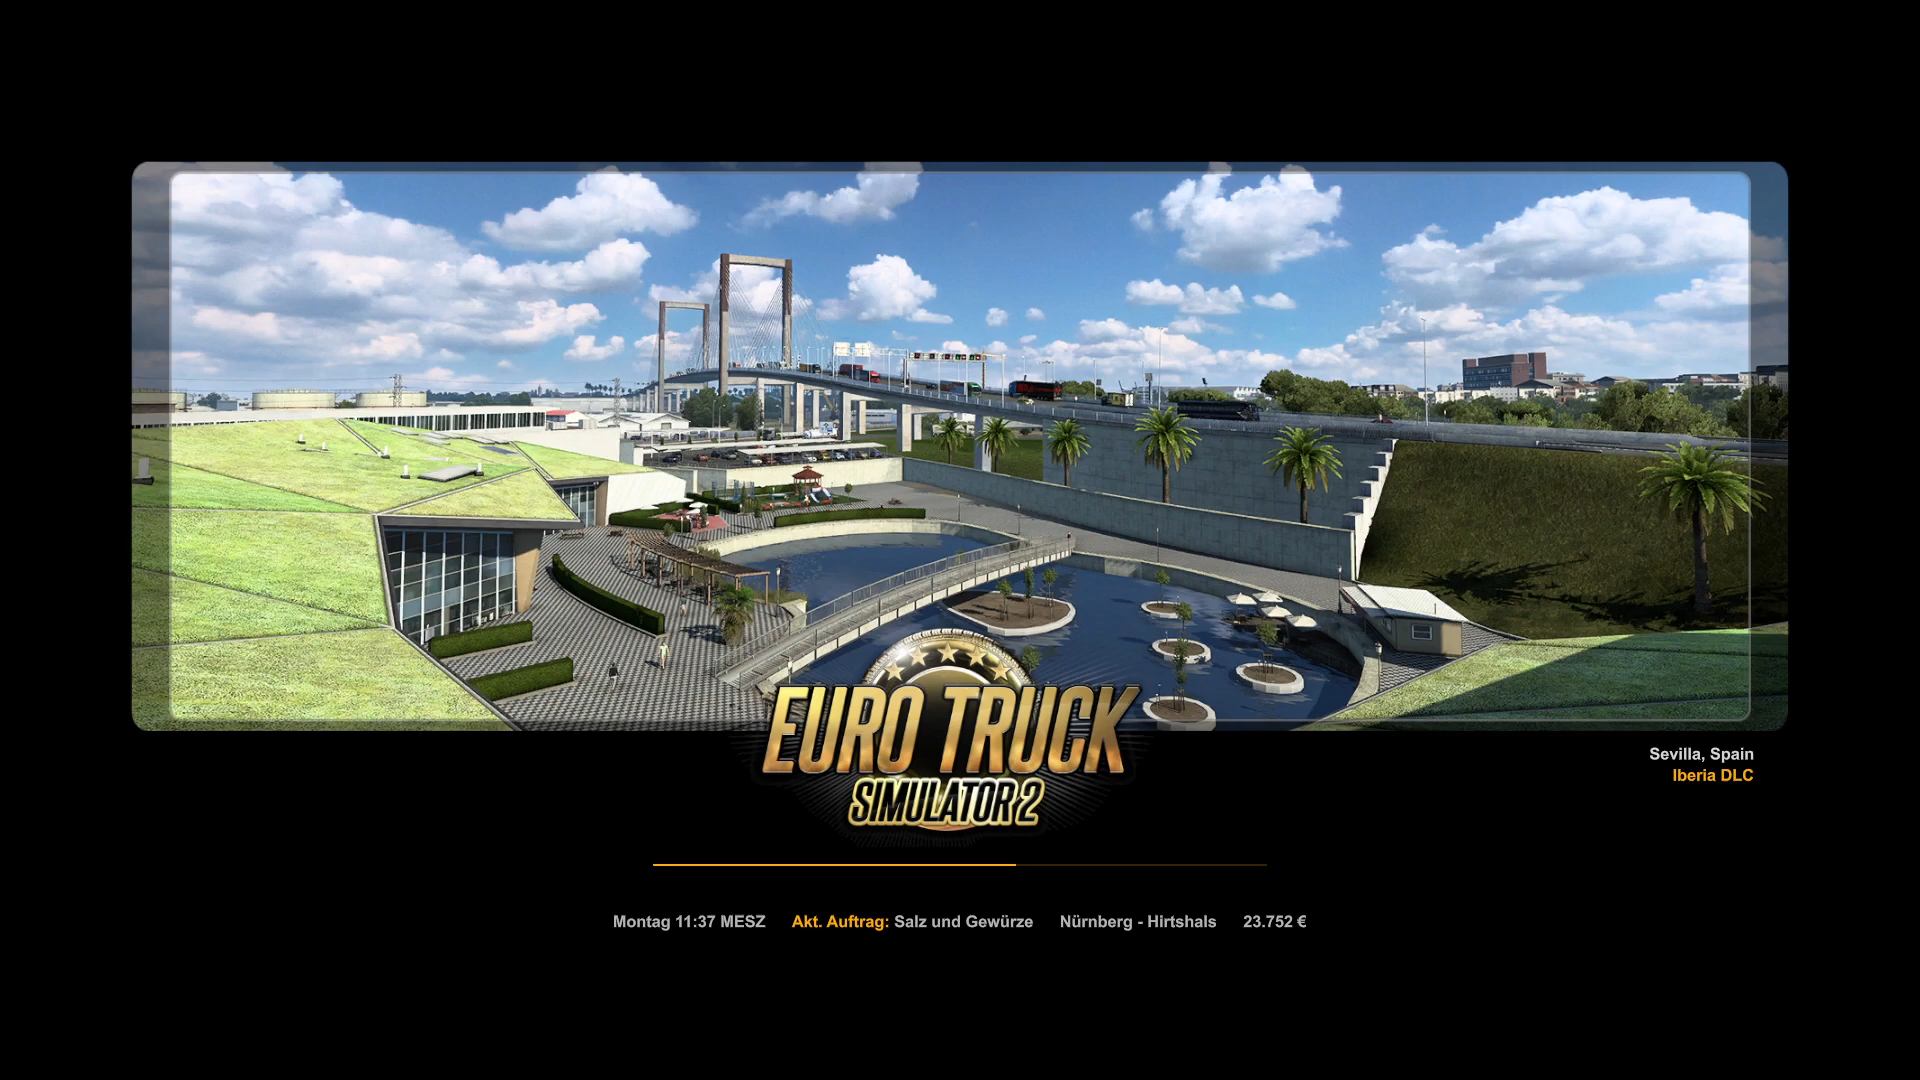 EURO TRUCK
SIMULATOR 2
Sevilla, Spain
Iberia DLC
Montag 11:37 MESZ Akt. Auftrag: Salz und Gewürze Nürnberg - Hirtshals 23.752 €